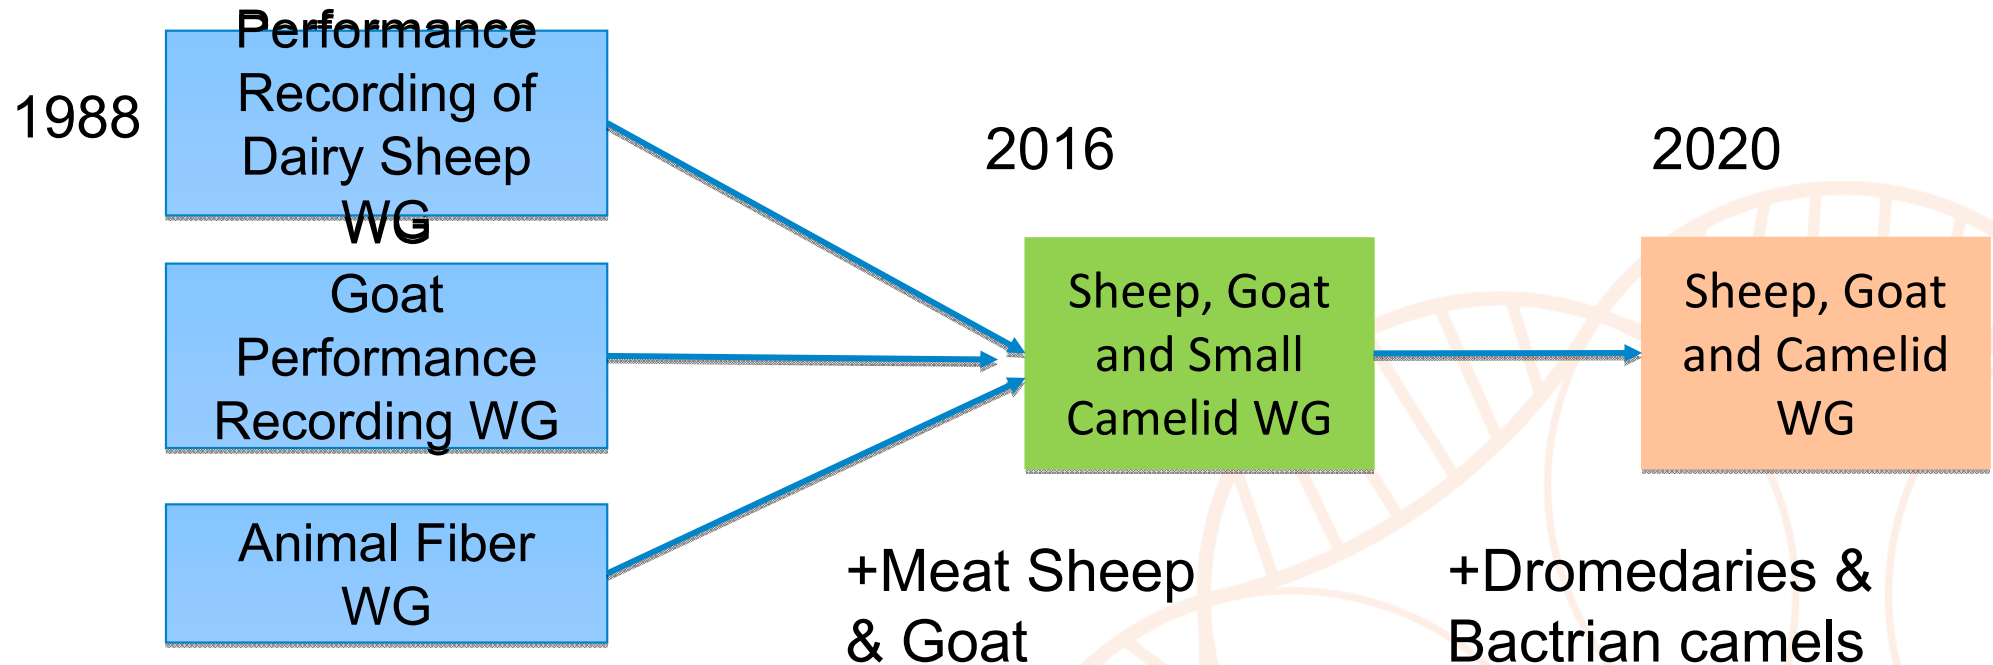 1988
Performance
Recording of
Dairy Sheep
WG
Goat
Performance
Recording WG
Animal Fiber
WG
2016
Sheep, Goat
and Small
Camelid WG
+Meat Sheep
& Goat
2020
Sheep, Goat
and Camelid
WG
+Dromedaries &
Bactrian camels